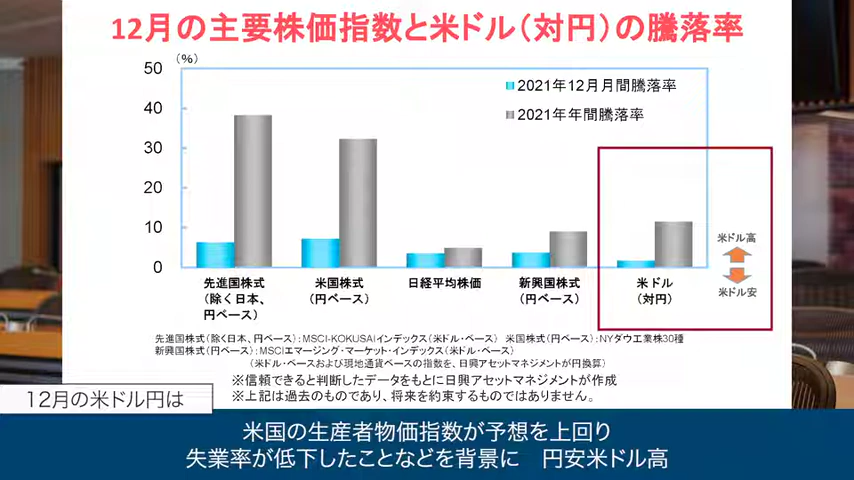 12月の主要株価指数と米ドル（対円）の騰落率
（％）
50
40
30
20
10
0
2021年12月月間騰落率
2021年年間騰落率
先進国株式
（除く日本、
円ベース）
米国株式
（円ベース）
日経平均株価
新興国株式
（円ベース）
米ドル
（対円）
米ドル高
米ドル安
先進国株式（除く日本、円ベース）：MSCI-KOKUSAIインデックス（米ドル・ベース） 米国株式（円ベース）：NYダウ工業株30種
新興国株式（円ベース）：MSCIエマージング・マーケット・インデックス（米ドル・ベース）
（米ドル・ベースおよび現地通貨ベースの指数を、日興アセットマネジメントが円換算）
※信頼できると判断したデータをもとに日興アセットマネジメントが作成
※上記は過去のものであり、将来を約束するものではありません。
12月の米ドル円は
米国の生産者物価指数が予想を上回り
失業率が低下したことなどを背景に 円安米ドル高